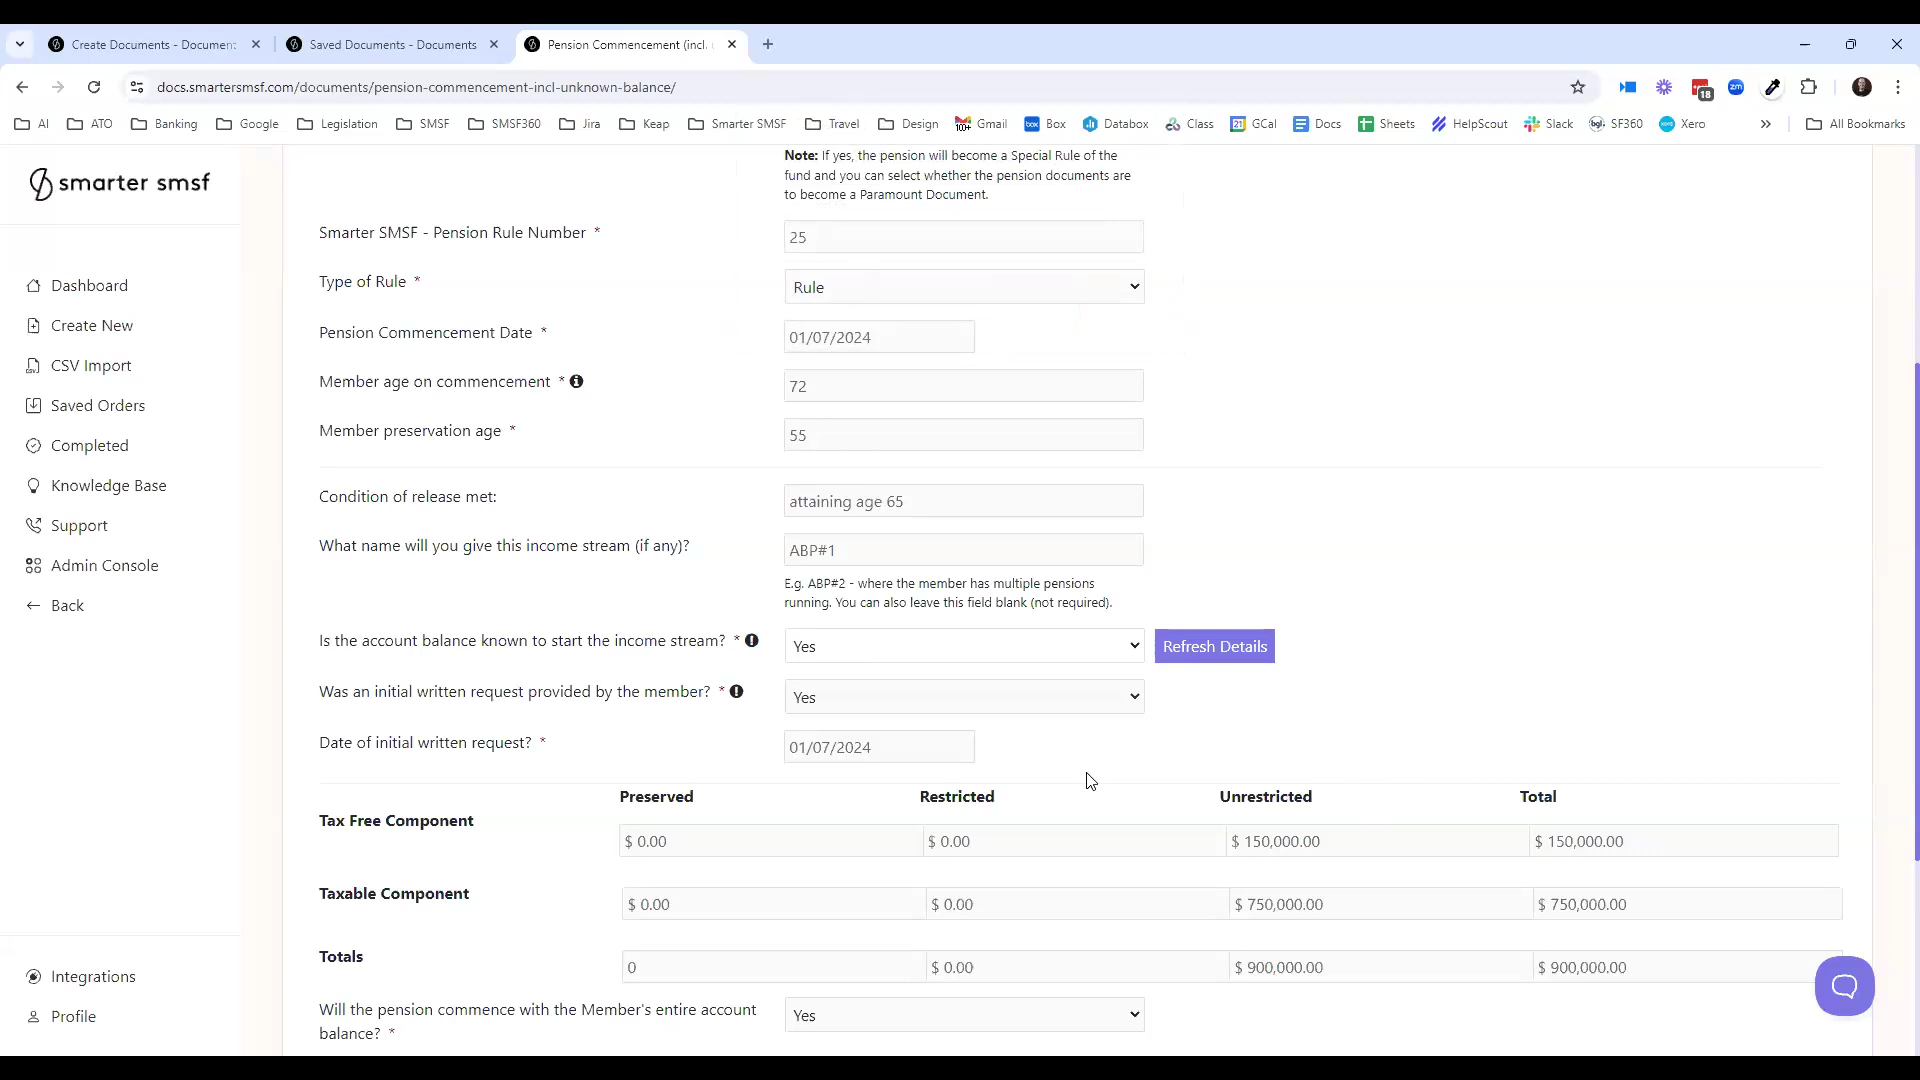 Create Documents - Document
Saved Documents - Documents
Pension Commencement (incl.
docs.smartersmsf.com/documents/pension-commencement-incl-unknown-balance/
18
zm
AI
ATO
Banking
Google
Legislation
SMSF
SMSF360
Jira
Keap
Smarter SMSF
Travel
Design
Gmail
Box
Databox
Class
GCal
Docs
Sheets
HelpScout
Slack
SF360
Xero
All Bookmarks
smarter smsf
Dashboard
Create New
CSV Import
Saved Orders
Completed
Knowledge Base
Support
Admin Console
Back
Integrations
Profile
Note: If yes, the pension will become a Special Rule of the
fund and you can select whether the pension documents are
to become a Paramount Document.
Smarter SMSF - Pension Rule Number *
25
Type of Rule *
Rule
Pension Commencement Date *
01/07/2024
Member age on commencement *
72
Member preservation age *
55
Condition of release met:
attaining age 65
What name will you give this income stream (if any)?
ABP#1
E.g. ABP#2 - where the member has multiple pensions
running. You can also leave this field blank (not required).
Is the account balance known to start the income stream? *
Yes
Refresh Details
Was an initial written request provided by the member? *
Yes
Date of initial written request? *
01/07/2024
Preserved Restricted Unrestricted Total
Tax Free Component
$ 0.00 $ 0.00 $ 150,000.00 $ 150,000.00
Taxable Component
$ 0.00 $ 0.00 $ 750,000.00 $ 750,000.00
Totals
0 $ 0.00 $ 900,000.00 $ 900,000.00
Will the pension commence with the Member's entire account
balance? *
Yes